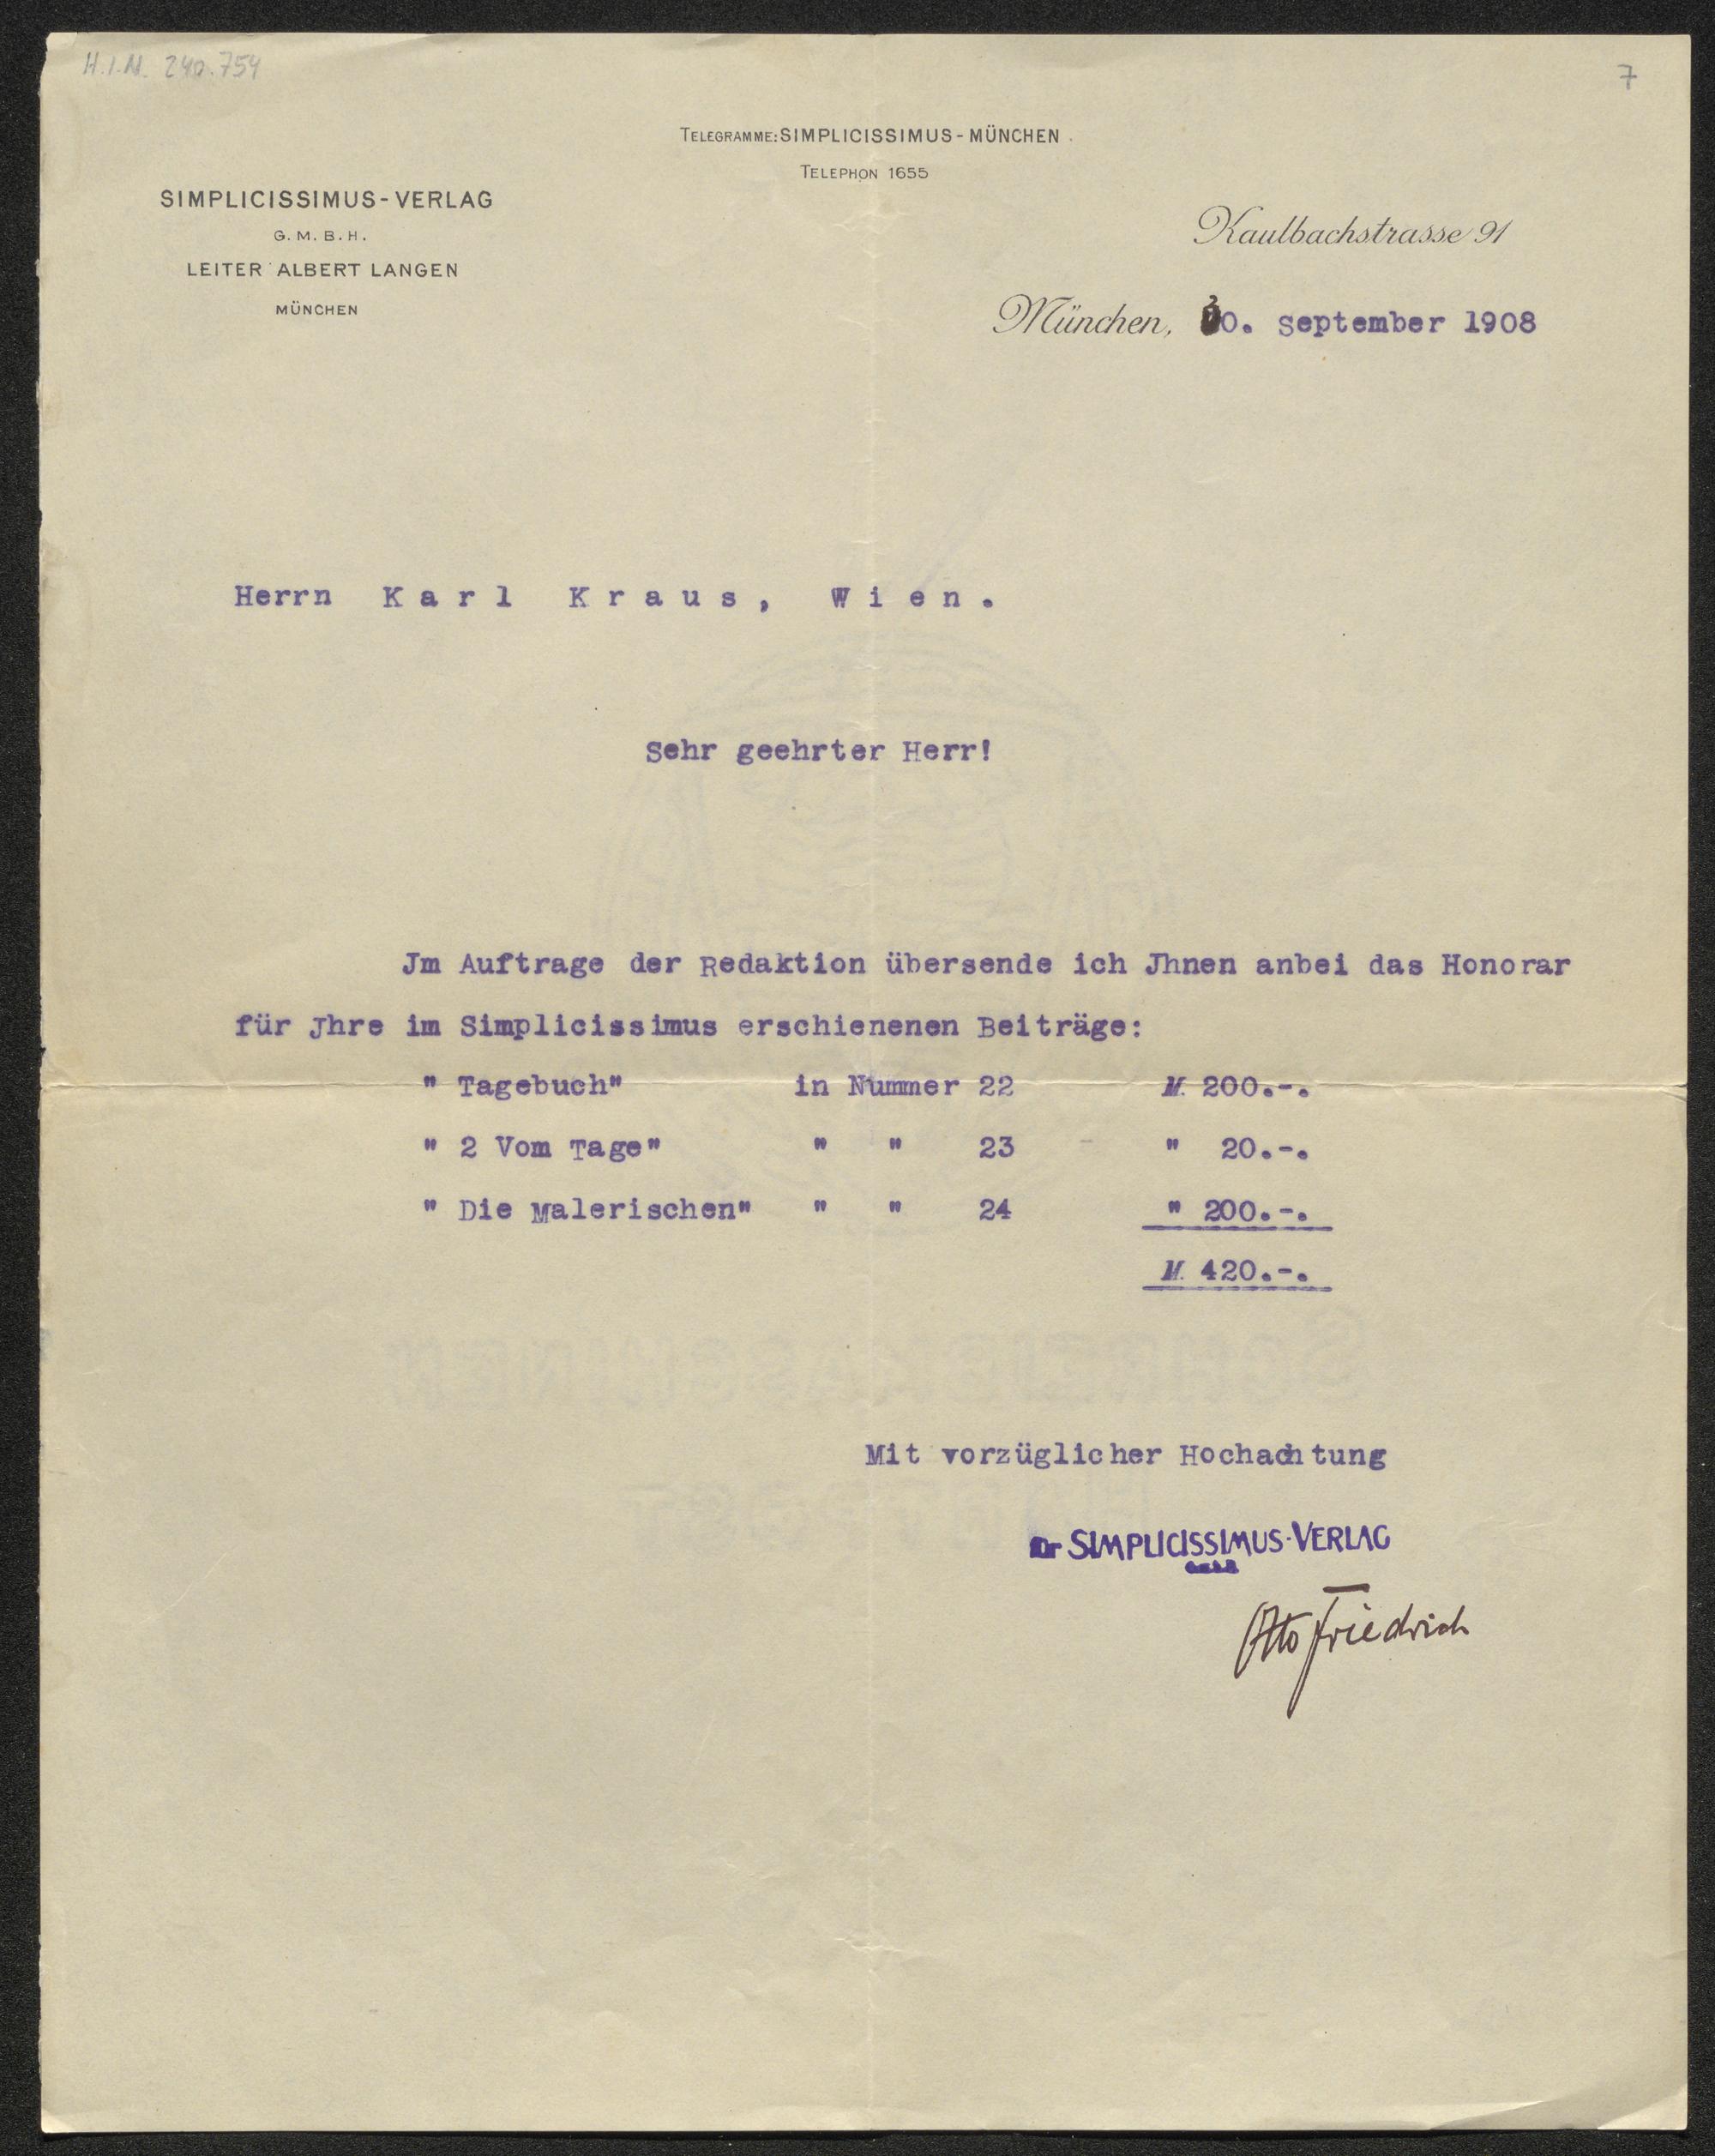 H.I.N. 240.754
7
TELEGRAMME: SIMPLICISSIMUS-MÜNCHEN.
TELEPHON 1655
SIMPLICISSIMUS-VERLAG
G.M.B.H.
LEITER ALBERT LANGEN
MÜNCHEN
Kaulbachstrasse 91
München, 30. September 1908
Herrn Karl Kraus, Wien.
Sehr geehrter Herr!
Jm Auftrage der Redaktion übersende ich Jhnen anbei das Honorar
für Jhre im Simplicissimus erschienenen Beiträge:
" Tagebuch" in Nummer 22 M. 200.-.
" 2 Vom Tage" " " 23 " 20.-.
" Die Malerischen" " " 24 " 200.-.
M. 420.-.
Mit vorzüglicher Hochachtung
SIMPLICISSIMUS-VERLAG
Otto Friedrich